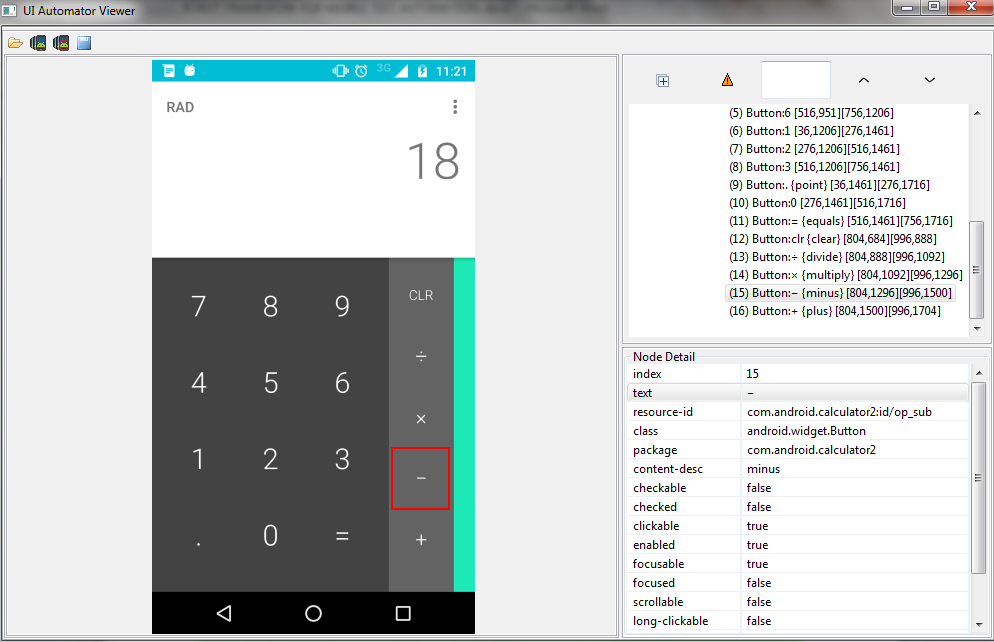 UI Automator Viewer
3G 11:21
RAD
18
7 8 9 CLR
÷
4 5 6
×
1 2 3
−
. 0 = +
(5) Button:6 [516,951][756,1206]
(6) Button:1 [36,1206][276,1461]
(7) Button:2 [276,1206][516,1461]
(8) Button:3 [516,1206][756,1461]
(9) Button:. {point} [36,1461][276,1716]
(10) Button:0 [276,1461][516,1716]
(11) Button:= {equals} [516,1461][756,1716]
(12) Button:clr {clear} [804,684][996,888]
(13) Button:÷ {divide} [804,888][996,1092]
(14) Button:× {multiply} [804,1092][996,1296]
(15) Button:− {minus} [804,1296][996,1500]
(16) Button:+ {plus} [804,1500][996,1704]
Node Detail
index 15
text −
resource-id com.android.calculator2:id/op_sub
class android.widget.Button
package com.android.calculator2
content-desc minus
checkable false
checked false
clickable true
enabled true
focusable true
focused false
scrollable false
long-clickable false